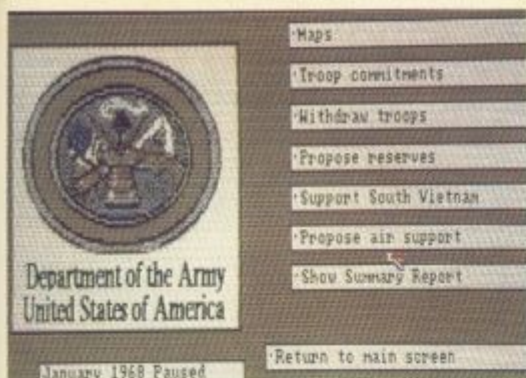 ·Maps
·Troop commitments
·Withdraw troops
·Propose reserves
·Support South Vietnam
·Propose air support
·Show Summary Report
Department of the Army
United States of America
January 1968 Paused
·Return to main screen